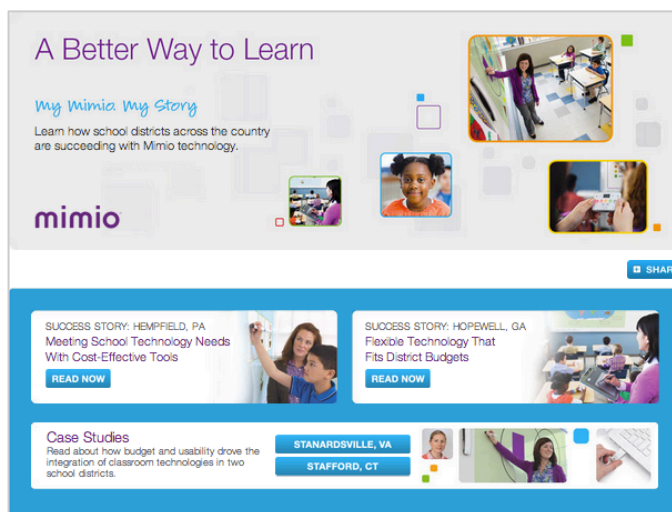 A Better Way to Learn
My Mimio. My Story
Learn how school districts across the country
are succeeding with Mimio technology.
mimio
SHAR
SUCCESS STORY: HEMPFIELD, PA
Meeting School Technology Needs
With Cost-Effective Tools
READ NOW
SUCCESS STORY: HOPEWELL, GA
Flexible Technology That
Fits District Budgets
READ NOW
Case Studies
Read about how budget and usability drove the
integration of classroom technologies in two
school districts.
STANARDSVILLE, VA
STAFFORD, CT